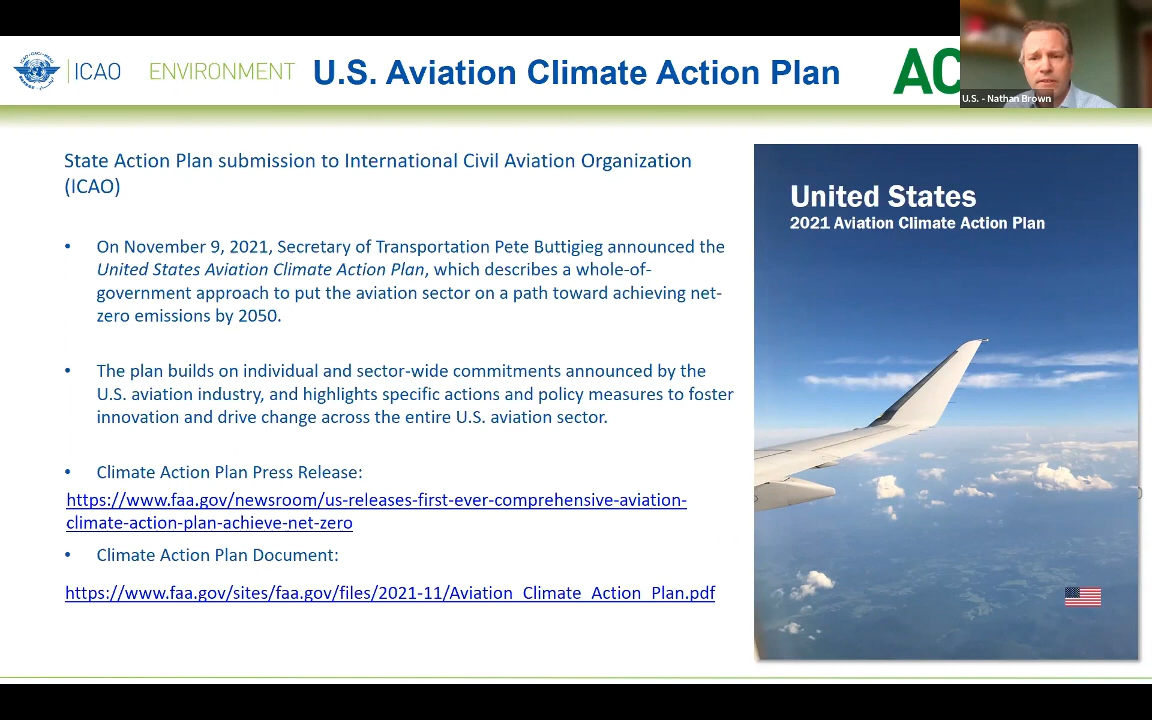 ICAO ENVIRONMENT U.S. Aviation Climate Action Plan
U.S. - Nathan Brown
State Action Plan submission to International Civil Aviation Organization
(ICAO)
• On November 9, 2021, Secretary of Transportation Pete Buttigieg announced the
United States Aviation Climate Action Plan, which describes a whole-of-
government approach to put the aviation sector on a path toward achieving net-
zero emissions by 2050.
• The plan builds on individual and sector-wide commitments announced by the
U.S. aviation industry, and highlights specific actions and policy measures to foster
innovation and drive change across the entire U.S. aviation sector.
• Climate Action Plan Press Release:
https://www.faa.gov/newsroom/us-releases-first-ever-comprehensive-aviation-
climate-action-plan-achieve-net-zero
• Climate Action Plan Document:
https://www.faa.gov/sites/faa.gov/files/2021-11/Aviation_Climate_Action_Plan.pdf
United States
2021 Aviation Climate Action Plan